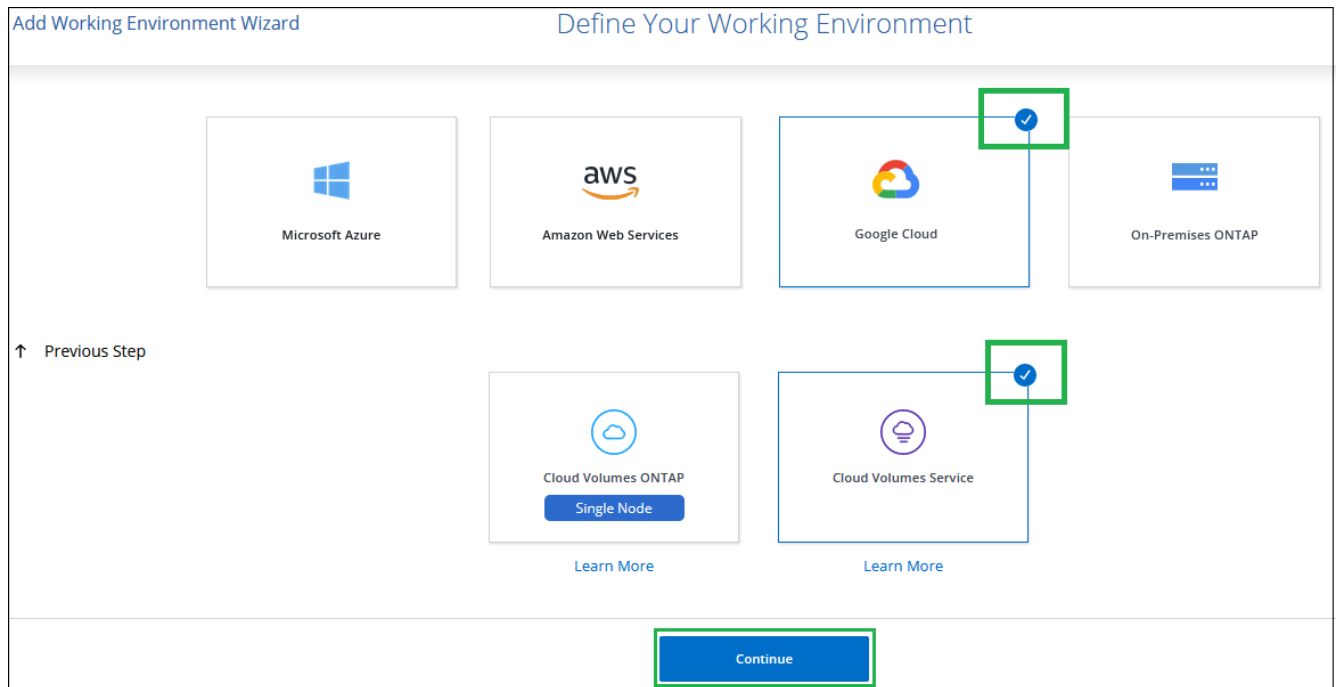 Add Working Environment Wizard
Define Your Working Environment
aws
Microsoft Azure
Amazon Web Services
Google Cloud
On-Premises ONTAP
↑ Previous Step
Cloud Volumes ONTAP
Single Node
Cloud Volumes Service
Learn More
Learn More
Continue